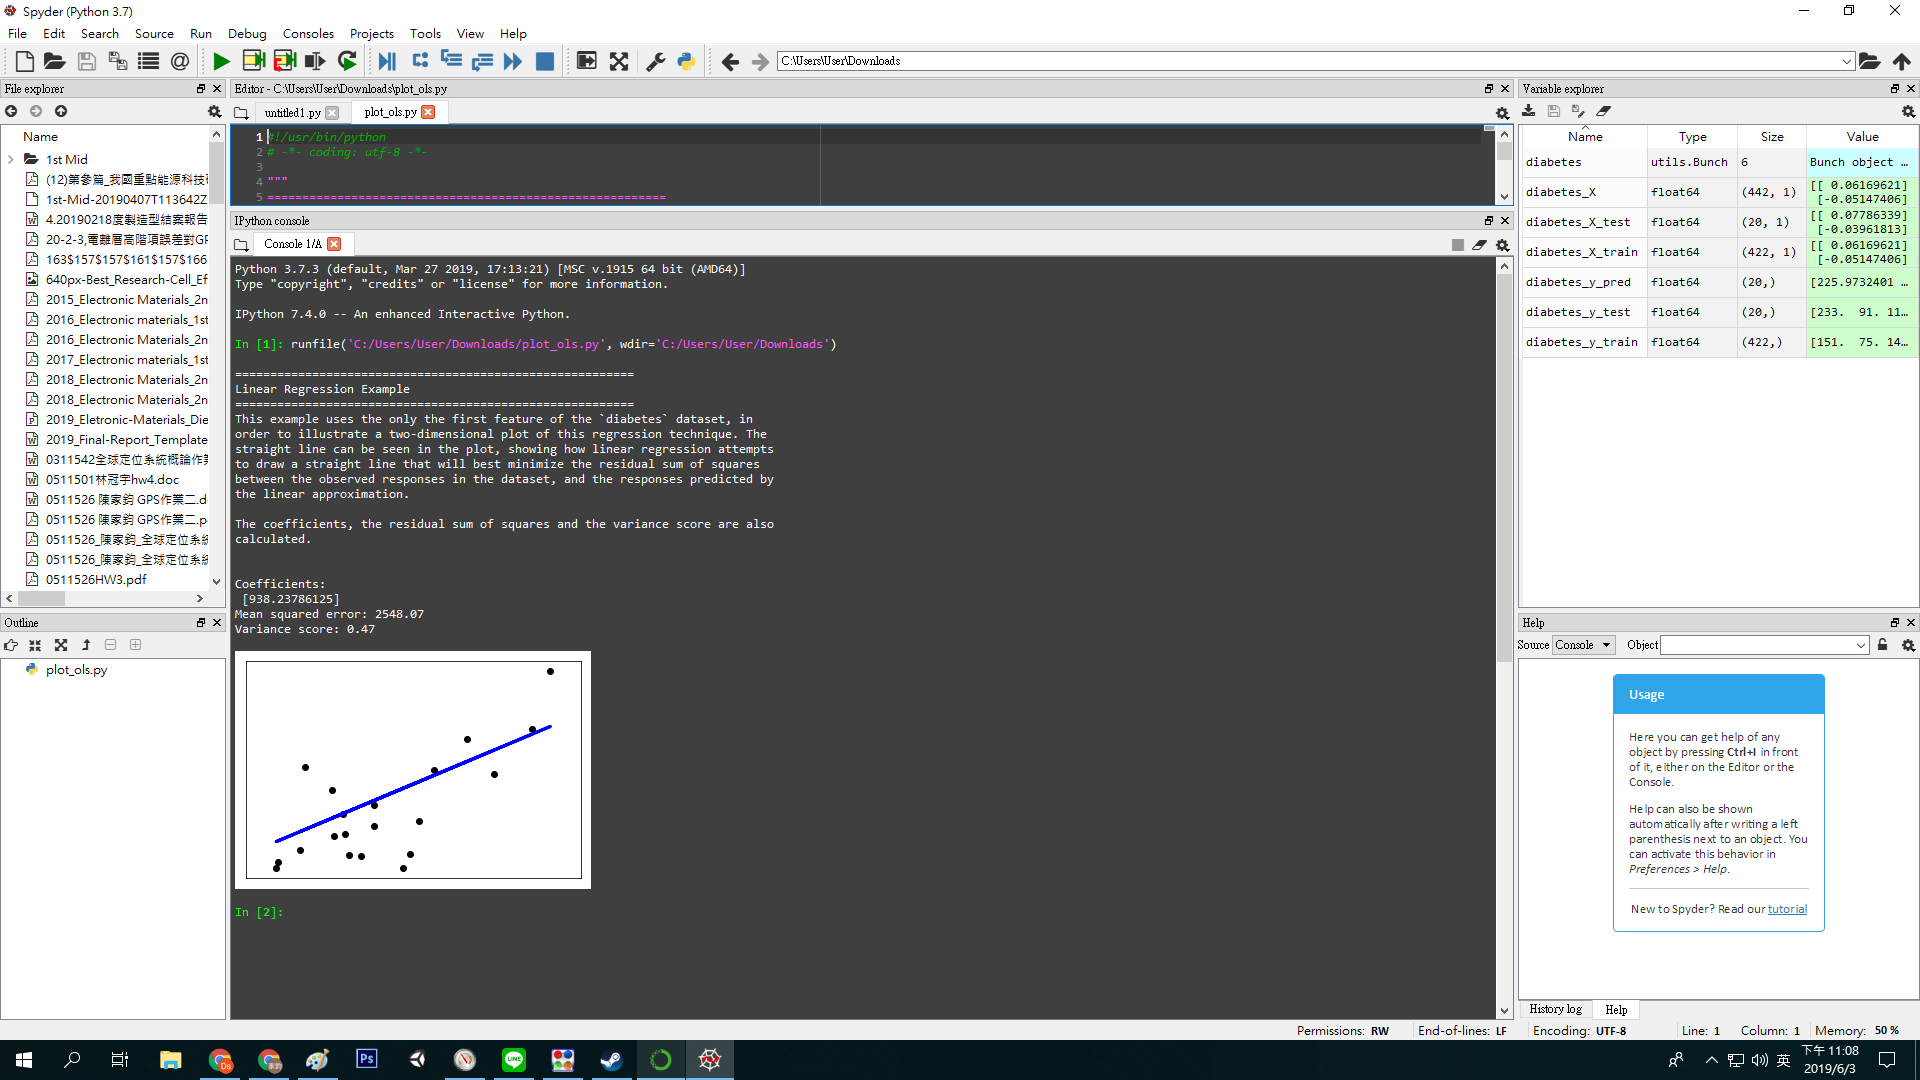 Spyder (Python 3.7)
File Edit Search Source Run Debug Consoles Projects Tools View Help
C:\Users\User\Downloads
File explorer
Name
1st Mid
(12)第參篇_我國重點能源科技
1st-Mid-20190407T113642Z
4.20190218度製造型結案報告
20-2-3,電離層高階項誤差對GP
163$157$157$161$157$166
640px-Best_Research-Cell_Ef
2015_Electronic Materials_2n
2016_Electronic materials_1st
2016_Electronic Materials_2n
2017_Electronic materials_1st
2018_Electronic Materials_2n
2018_Electronic Materials_2n
2019_Eletronic-Materials_Die
2019_Final-Report_Template
0311542全球定位系統概論作業
0511501林冠宇hw4.doc
0511526 陳家鈞 GPS作業二.d
0511526 陳家鈞 GPS作業二.p
0511526_陳家鈞_全球定位系統
0511526_陳家鈞_全球定位系統
0511526HW3.pdf
Outline
plot_ols.py
Editor - C:\Users\User\Downloads\plot_ols.py
untitled1.py plot_ols.py
1 #!/usr/bin/python
2 # -*- coding: utf-8 -*-
3
4 """
5 =========================================================
IPython console
Console 1/A
Python 3.7.3 (default, Mar 27 2019, 17:13:21) [MSC v.1915 64 bit (AMD64)]
Type "copyright", "credits" or "license" for more information.
IPython 7.4.0 -- An enhanced Interactive Python.
In [1]: runfile('C:/Users/User/Downloads/plot_ols.py', wdir='C:/Users/User/Downloads')
=========================================================
Linear Regression Example
=========================================================
This example uses the only the first feature of the `diabetes` dataset, in
order to illustrate a two-dimensional plot of this regression technique. The
straight line can be seen in the plot, showing how linear regression attempts
to draw a straight line that will best minimize the residual sum of squares
between the observed responses in the dataset, and the responses predicted by
the linear approximation.
The coefficients, the residual sum of squares and the variance score are also
calculated.
Coefficients:
[938.23786125]
Mean squared error: 2548.07
Variance score: 0.47
In [2]:
Variable explorer
Name Type Size Value
diabetes utils.Bunch 6 Bunch object …
diabetes_X float64 (442, 1) [[ 0.06169621]
[-0.05147406]
diabetes_X_test float64 (20, 1) [[ 0.07786339]
[-0.03961813]
diabetes_X_train float64 (422, 1) [[ 0.06169621]
[-0.05147406]
diabetes_y_pred float64 (20,) [225.9732401 …
diabetes_y_test float64 (20,) [233. 91. 11…
diabetes_y_train float64 (422,) [151. 75. 14…
Help
Source Console Object
Usage
Here you can get help of any
object by pressing Ctrl+I in front
of it, either on the Editor or the
Console.
Help can also be shown
automatically after writing a left
parenthesis next to an object. You
can activate this behavior in
Preferences > Help.
New to Spyder? Read our tutorial
History log Help
Permissions: RW End-of-lines: LF Encoding: UTF-8 Line: 1 Column: 1 Memory: 50 %
Ps
LINE
英
下午 11:08
2019/6/3